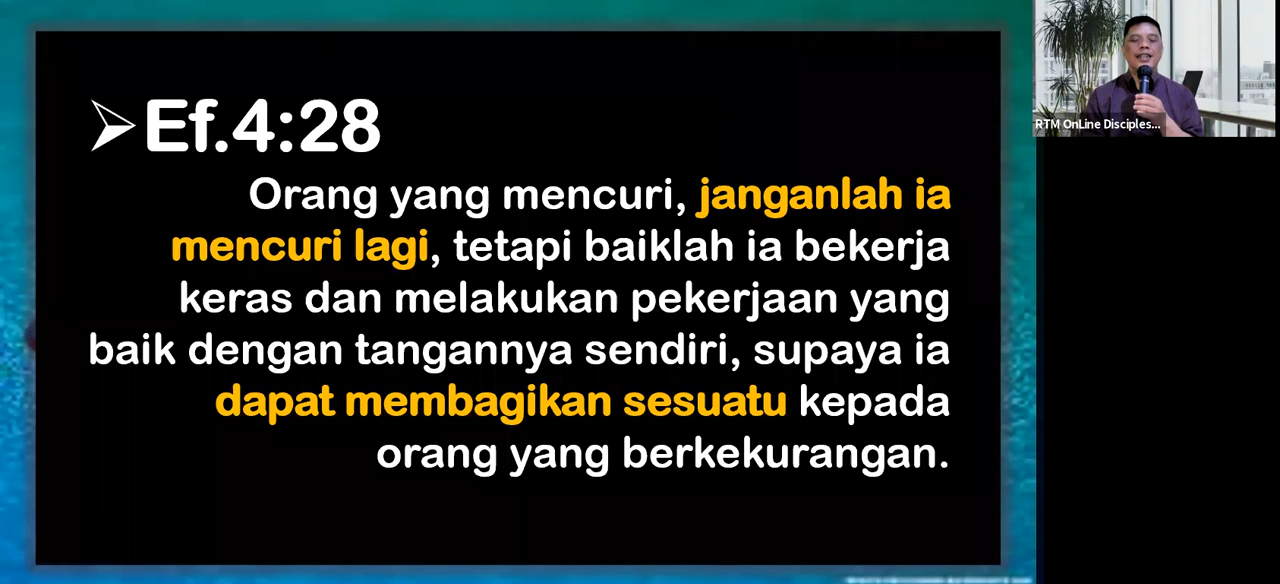 ➢Ef.4:28
Orang yang mencuri, janganlah ia
mencuri lagi, tetapi baiklah ia bekerja
keras dan melakukan pekerjaan yang
baik dengan tangannya sendiri, supaya ia
dapat membagikan sesuatu kepada
orang yang berkekurangan.
RTM OnLine Disciples...